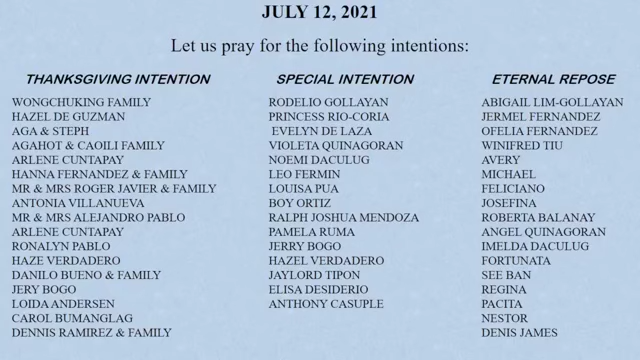 JULY 12, 2021
Let us pray for the following intentions:
THANKSGIVING INTENTION
WONGCHUKING FAMILY
HAZEL DE GUZMAN
AGA & STEPH
AGAHOT & CAOILI FAMILY
ARLENE CUNTAPAY
HANNA FERNANDEZ & FAMILY
MR & MRS ROGER JAVIER & FAMILY
ANTONIA VILLANUEVA
MR & MRS ALEJANDRO PABLO
ARLENE CUNTAPAY
RONALYN PABLO
HAZE VERDADERO
DANILO BUENO & FAMILY
JERY BOGO
LOIDA ANDERSEN
CAROL BUMANGLAG
DENNIS RAMIREZ & FAMILY
SPECIAL INTENTION
RODELIO GOLLAYAN
PRINCESS RIO-CORIA
EVELYN DE LAZA
VIOLETA QUINAGORAN
NOEMI DACULUG
LEO FERMIN
LOUISA PUA
BOY ORTIZ
RALPH JOSHUA MENDOZA
PAMELA RUMA
JERRY BOGO
HAZEL VERDADERO
JAYLORD TIPON
ELISA DESIDERIO
ANTHONY CASUPLE
ETERNAL REPOSE
ABIGAIL LIM-GOLLAYAN
JERMEL FERNANDEZ
OFELIA FERNANDEZ
WINIFRED TIU
AVERY
MICHAEL
FELICIANO
JOSEFINA
ROBERTA BALANAY
ANGEL QUINAGORAN
IMELDA DACULUG
FORTUNATA
SEE BAN
REGINA
PACITA
NESTOR
DENIS JAMES